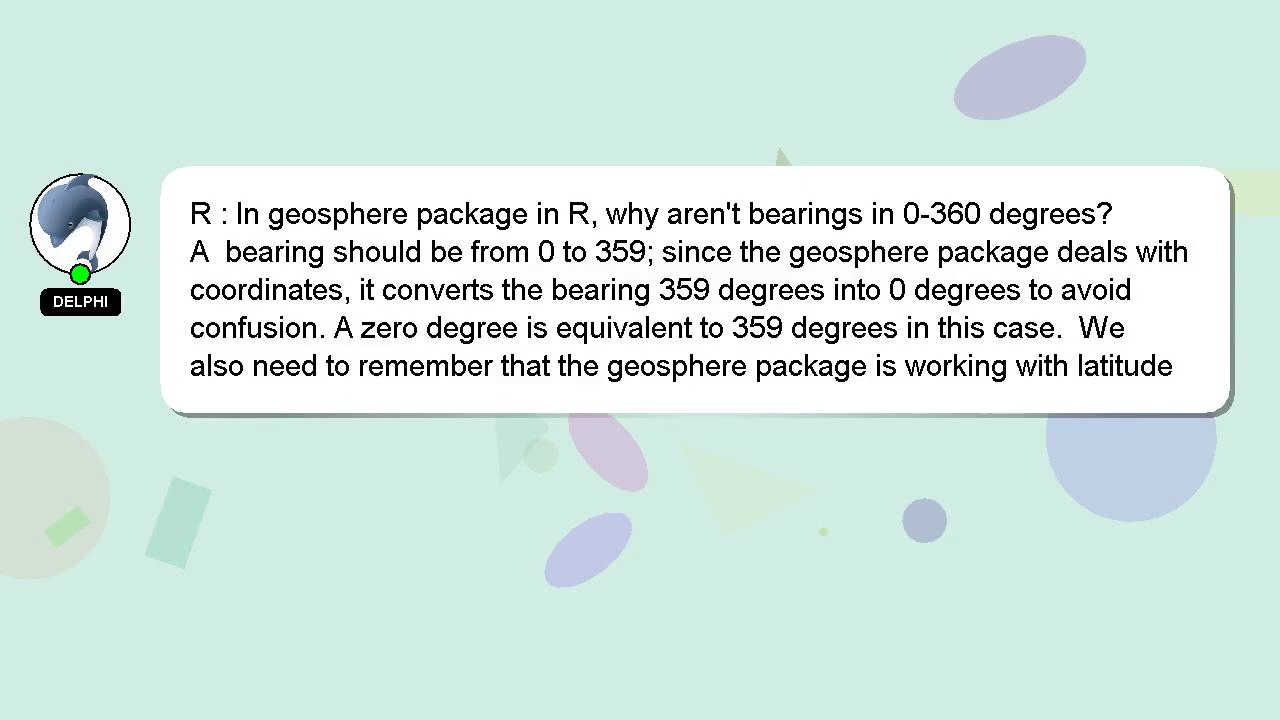 R : In geosphere package in R, why aren't bearings in 0-360 degrees?
A  bearing should be from 0 to 359; since the geosphere package deals with
coordinates, it converts the bearing 359 degrees into 0 degrees to avoid
confusion. A zero degree is equivalent to 359 degrees in this case.  We
also need to remember that the geosphere package is working with latitude
DELPHI